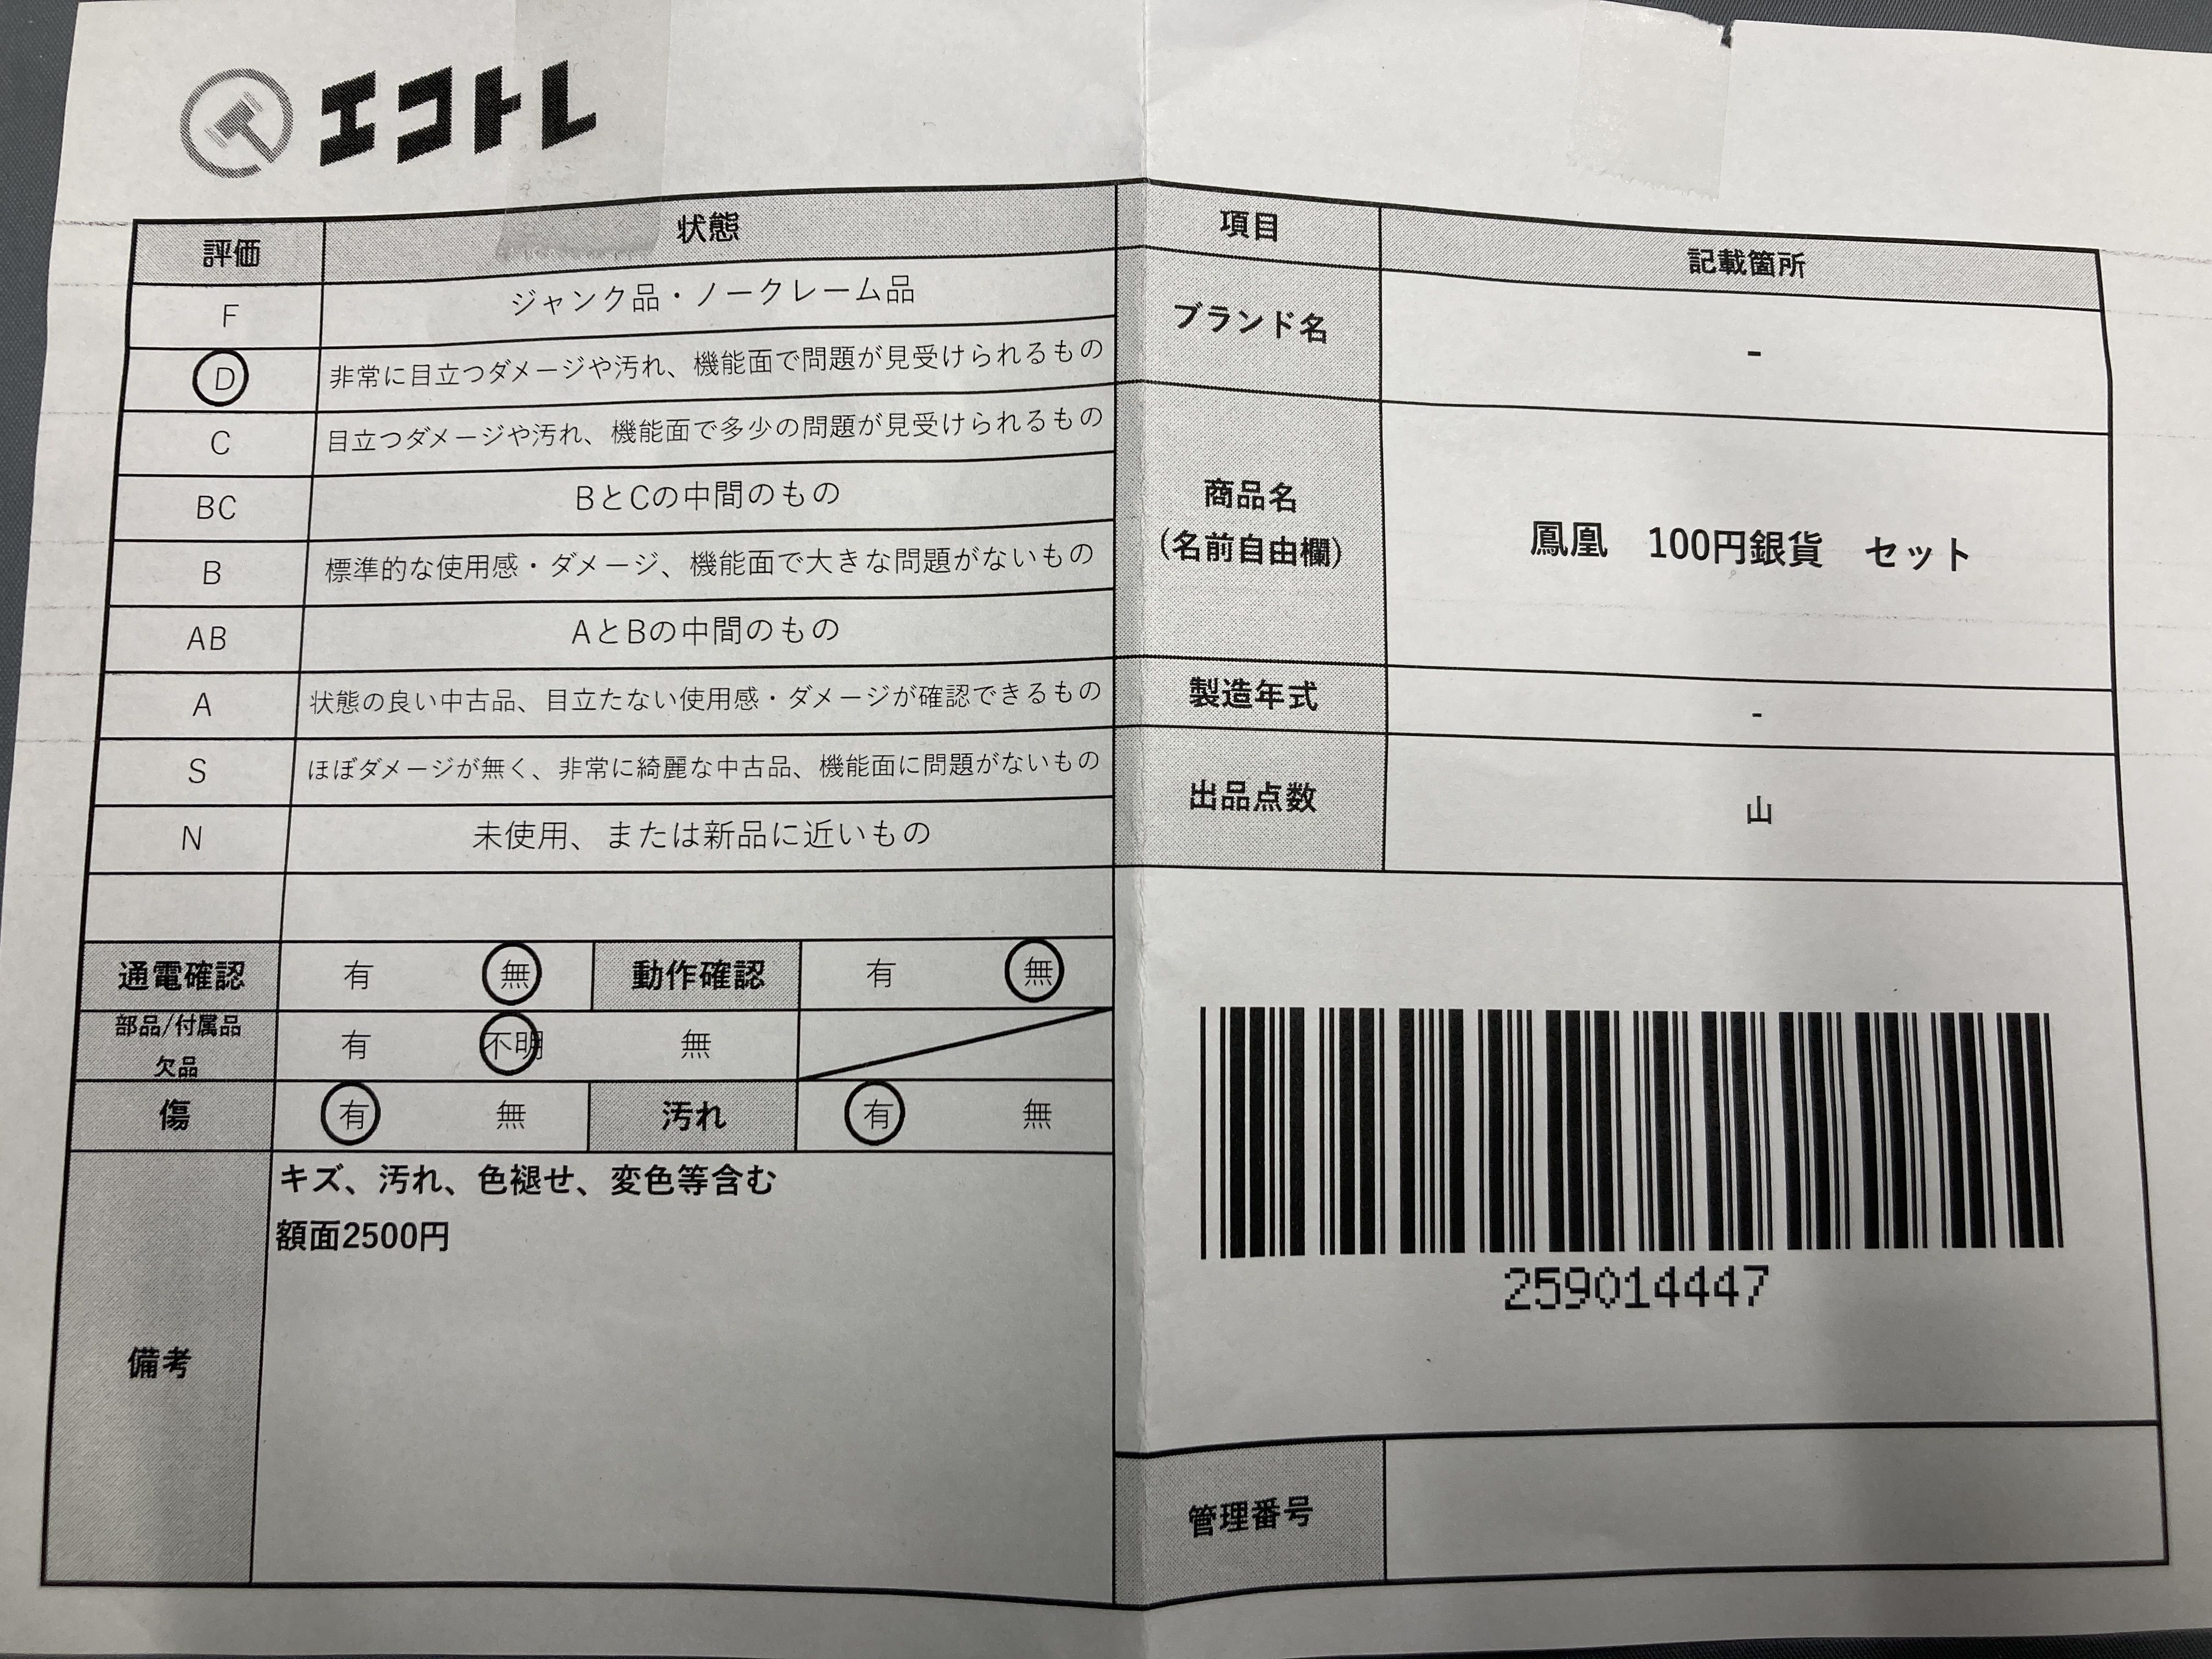 エコトレ
評価 状態
F ジャンク品・ノークレーム品
D 非常に目立つダメージや汚れ、機能面で問題が見受けられるもの
C 目立つダメージや汚れ、機能面で多少の問題が見受けられるもの
BC BとCの中間のもの
B 標準的な使用感・ダメージ、機能面で大きな問題がないもの
AB AとBの中間のもの
A 状態の良い中古品、目立たない使用感・ダメージが確認できるもの
S ほぼダメージが無く、非常に綺麗な中古品、機能面に問題がないもの
N 未使用、または新品に近いもの
通電確認 有 無 動作確認 有 無
部品/付属品
欠品 有 不明 無
傷 有 無 汚れ 有 無
備考
キズ、汚れ、色褪せ、変色等含む
額面2500円
項目 記載箇所
ブランド名 -
商品名
(名前自由欄) 鳳凰 100円銀貨 セット
製造年式 -
出品点数 山
259014447
管理番号